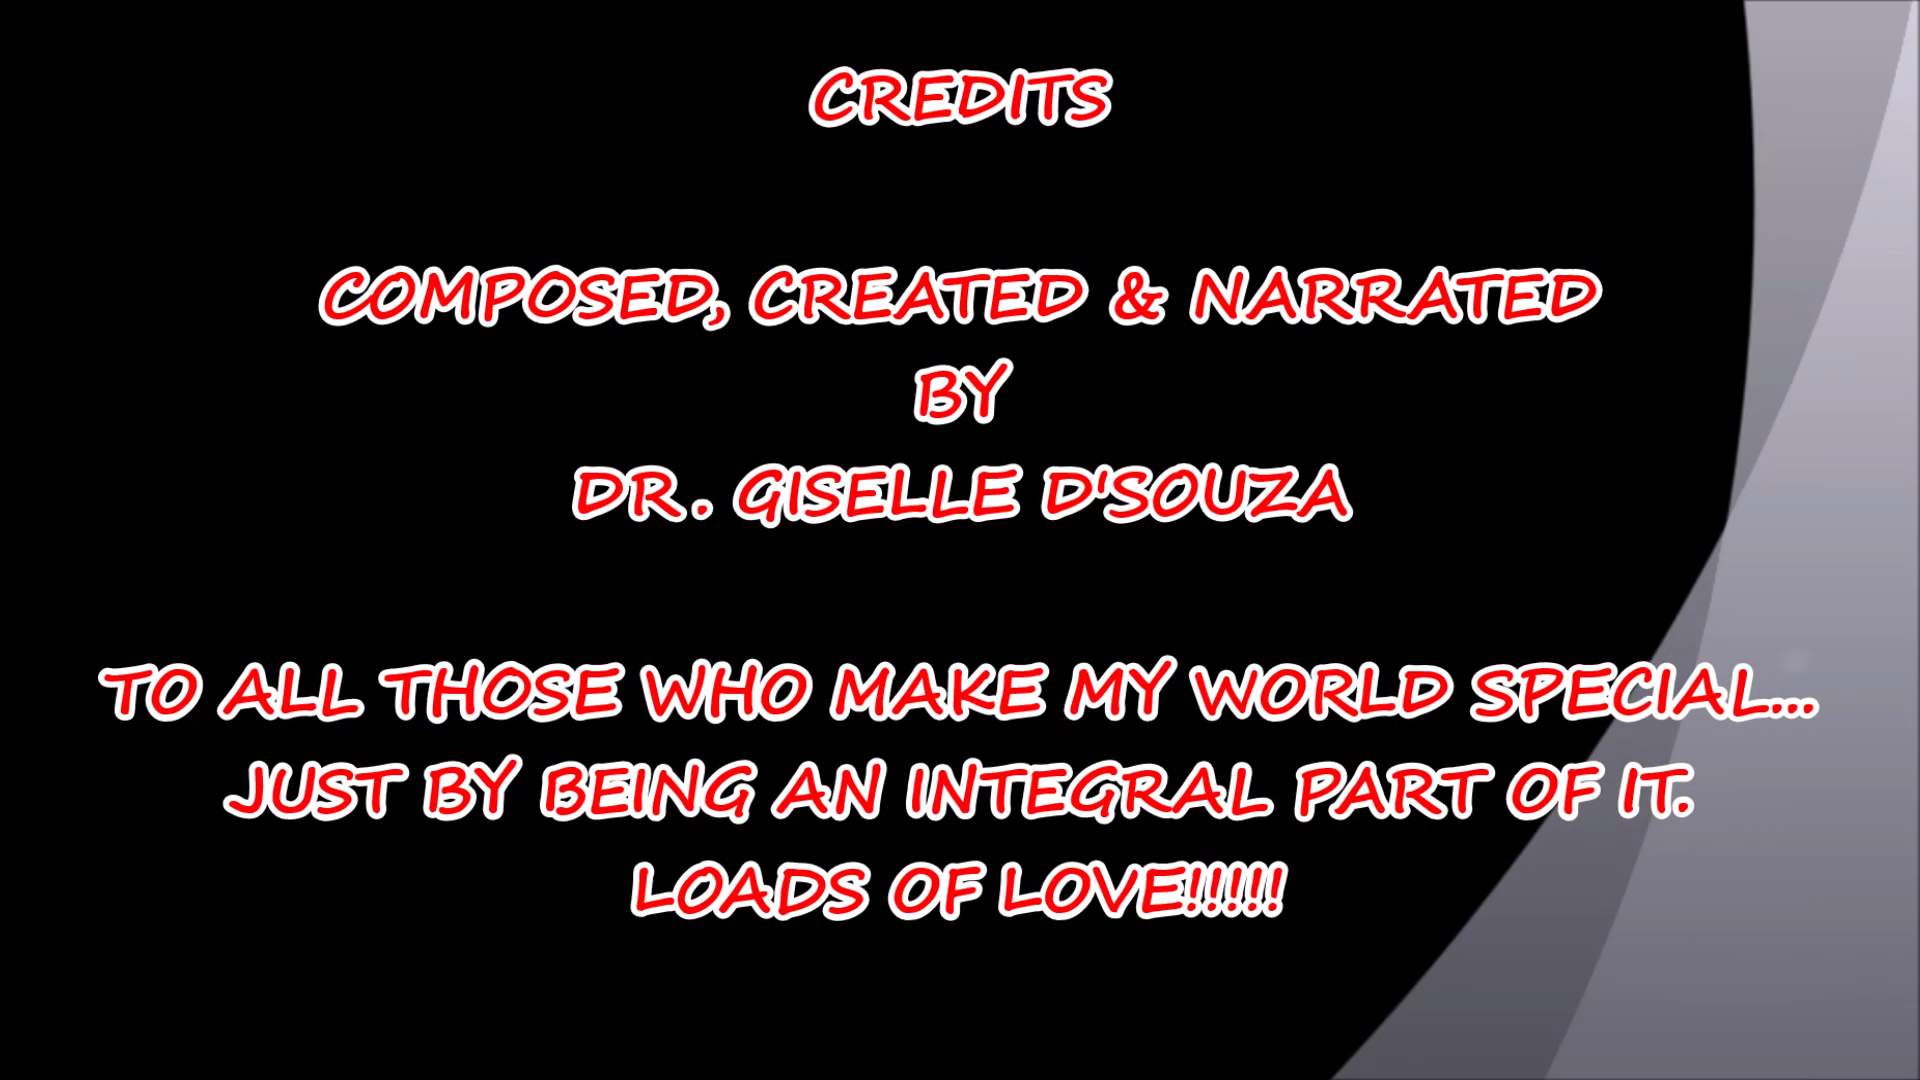 CREDITS
COMPOSED, CREATED & NARRATED
BY
DR. GISELLE D'SOUZA
TO ALL THOSE WHO MAKE MY WORLD SPECIAL...
JUST BY BEING AN INTEGRAL PART OF IT.
LOADS OF LOVE!!!!!